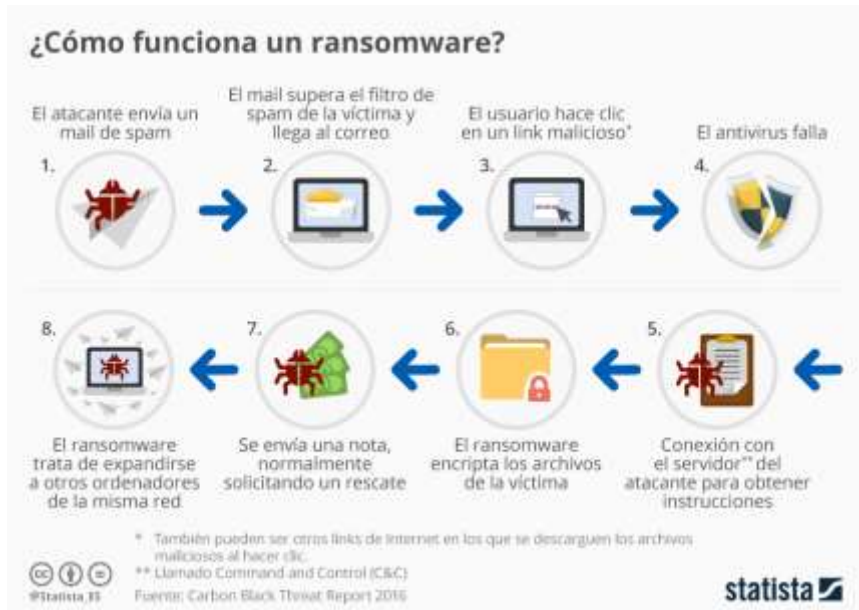 ¿Cómo funciona un ransomware?
El atacante envía un
mail de spam
1.
El mail supera el filtro de
spam de la víctima y
llega al correo
2.
El usuario hace clic
en un link malicioso*
3.
El antivirus falla
4.
5.
Conexión con
el servidor** del
atacante para obtener
instrucciones
6.
El ransomware
encripta los archivos
de la víctima
7.
Se envía una nota,
normalmente
solicitando un rescate
8.
El ransomware
trata de expandirse
a otros ordenadores
de la misma red
* También pueden ser otros links de Internet en los que se descarguen los archivos
maliciosos al hacer clic.
** Llamado Command and Control (C&C)
Fuente: Carbon Black Threat Report 2016
cc
@Statista_ES
statista